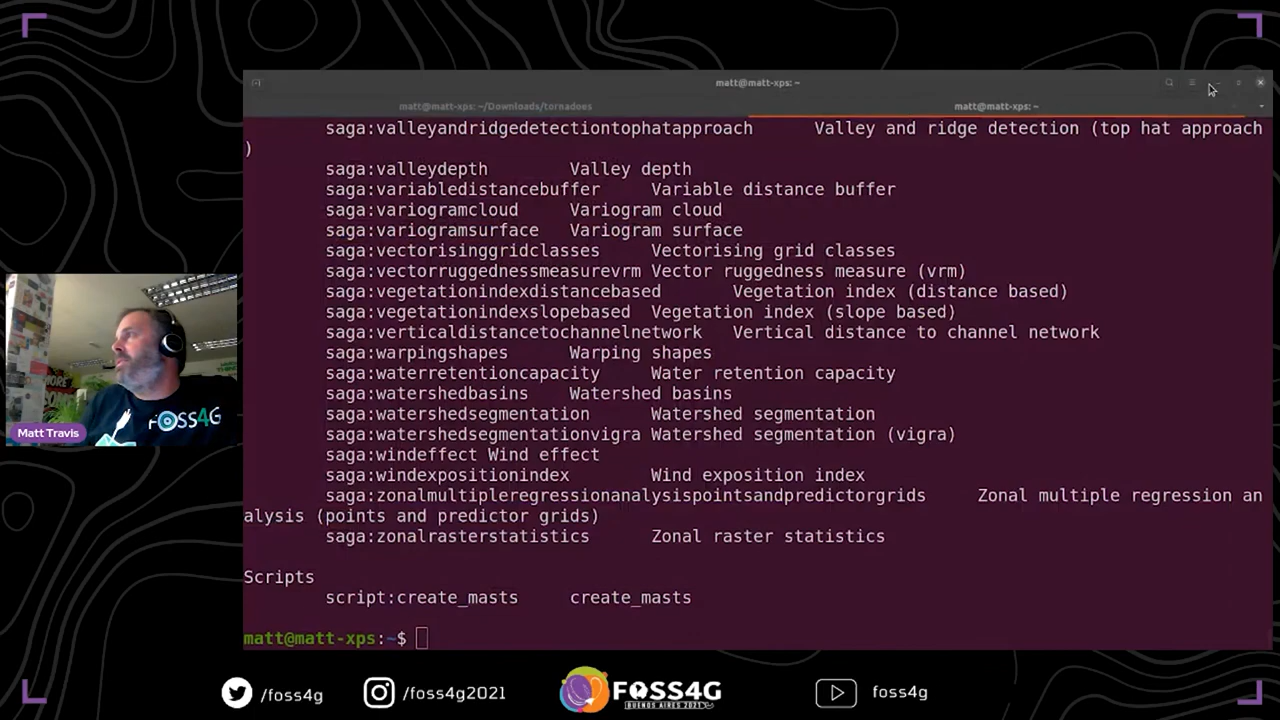 matt@matt-xps: ~
matt@matt-xps: ~/Downloads/tornadoes
matt@matt-xps: ~
saga:valleyandridgedetectiontophatapproach Valley and ridge detection (top hat approach
)
saga:valleydepth Valley depth
saga:variabledistancebuffer Variable distance buffer
saga:variogramcloud Variogram cloud
saga:variogramsurface Variogram surface
saga:vectorisinggridclasses Vectorising grid classes
saga:vectorruggednessmeasurevrm Vector ruggedness measure (vrm)
saga:vegetationindexdistancebased Vegetation index (distance based)
saga:vegetationindexslopebased Vegetation index (slope based)
saga:verticaldistancetochannelnetwork Vertical distance to channel network
saga:warpingshapes Warping shapes
saga:waterretentioncapacity Water retention capacity
saga:watershedbasins Watershed basins
saga:watershedsegmentation Watershed segmentation
saga:watershedsegmentationvigra Watershed segmentation (vigra)
saga:windeffect Wind effect
saga:windexpositionindex Wind exposition index
saga:zonalmultipleregressionanalysispointsandpredictorgrids Zonal multiple regression an
alysis (points and predictor grids)
saga:zonalrasterstatistics Zonal raster statistics
Scripts
script:create_masts create_masts
matt@matt-xps:~$
FOSS4G
Matt Travis
/foss4g
/foss4g2021
FOSS4G
BUENOS AIRES 2021
foss4g